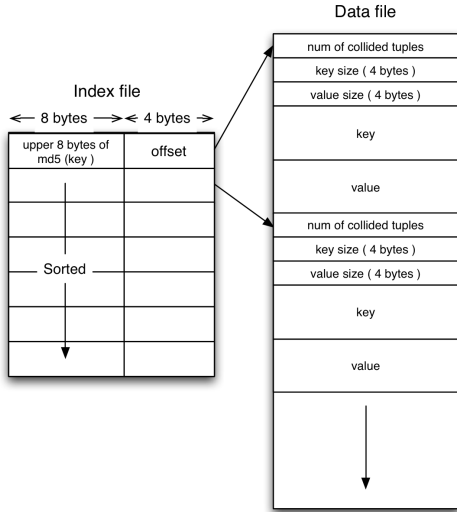 Data file
num of collided tuples
key size ( 4 bytes )
value size ( 4 bytes )
key
value
num of collided tuples
key size ( 4 bytes )
value size ( 4 bytes )
key
value
Index file
8 bytes
4 bytes
upper 8 bytes of
md5 (key )
offset
Sorted